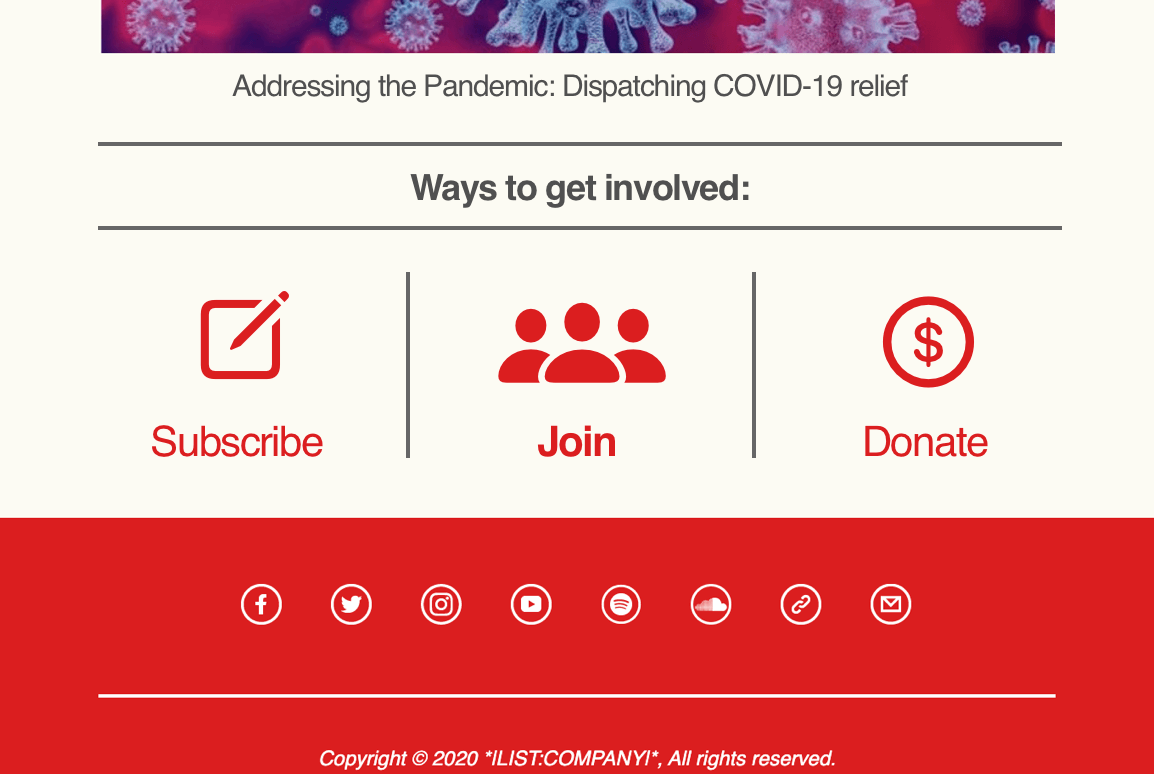 Addressing the Pandemic: Dispatching COVID-19 relief
Ways to get involved:
Subscribe
Join
Donate
Copyright © 2020 *|LIST:COMPANY|*, All rights reserved.